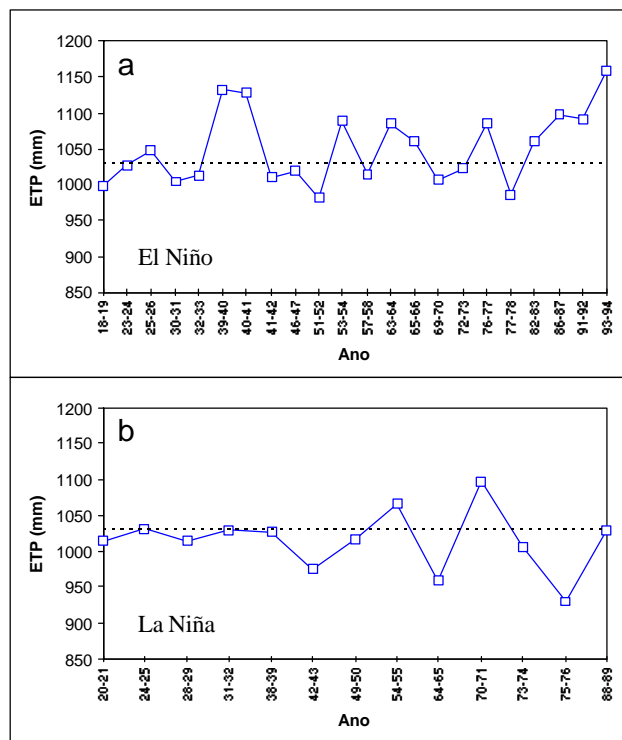 a
ETP (mm)
1200
1150
1100
1050
1000
950
900
850
El Niño
18-19 23-24 25-26 30-31 32-33 39-40 40-41 41-42 46-47 51-52 53-54 57-58 63-64 65-66 69-70 72-73 76-77 77-78 82-83 86-87 91-92 93-94
Ano
b
ETP (mm)
1200
1150
1100
1050
1000
950
900
850
La Niña
20-21 24-25 28-29 31-32 38-39 42-43 49-50 54-55 64-65 70-71 73-74 75-76 88-89
Ano